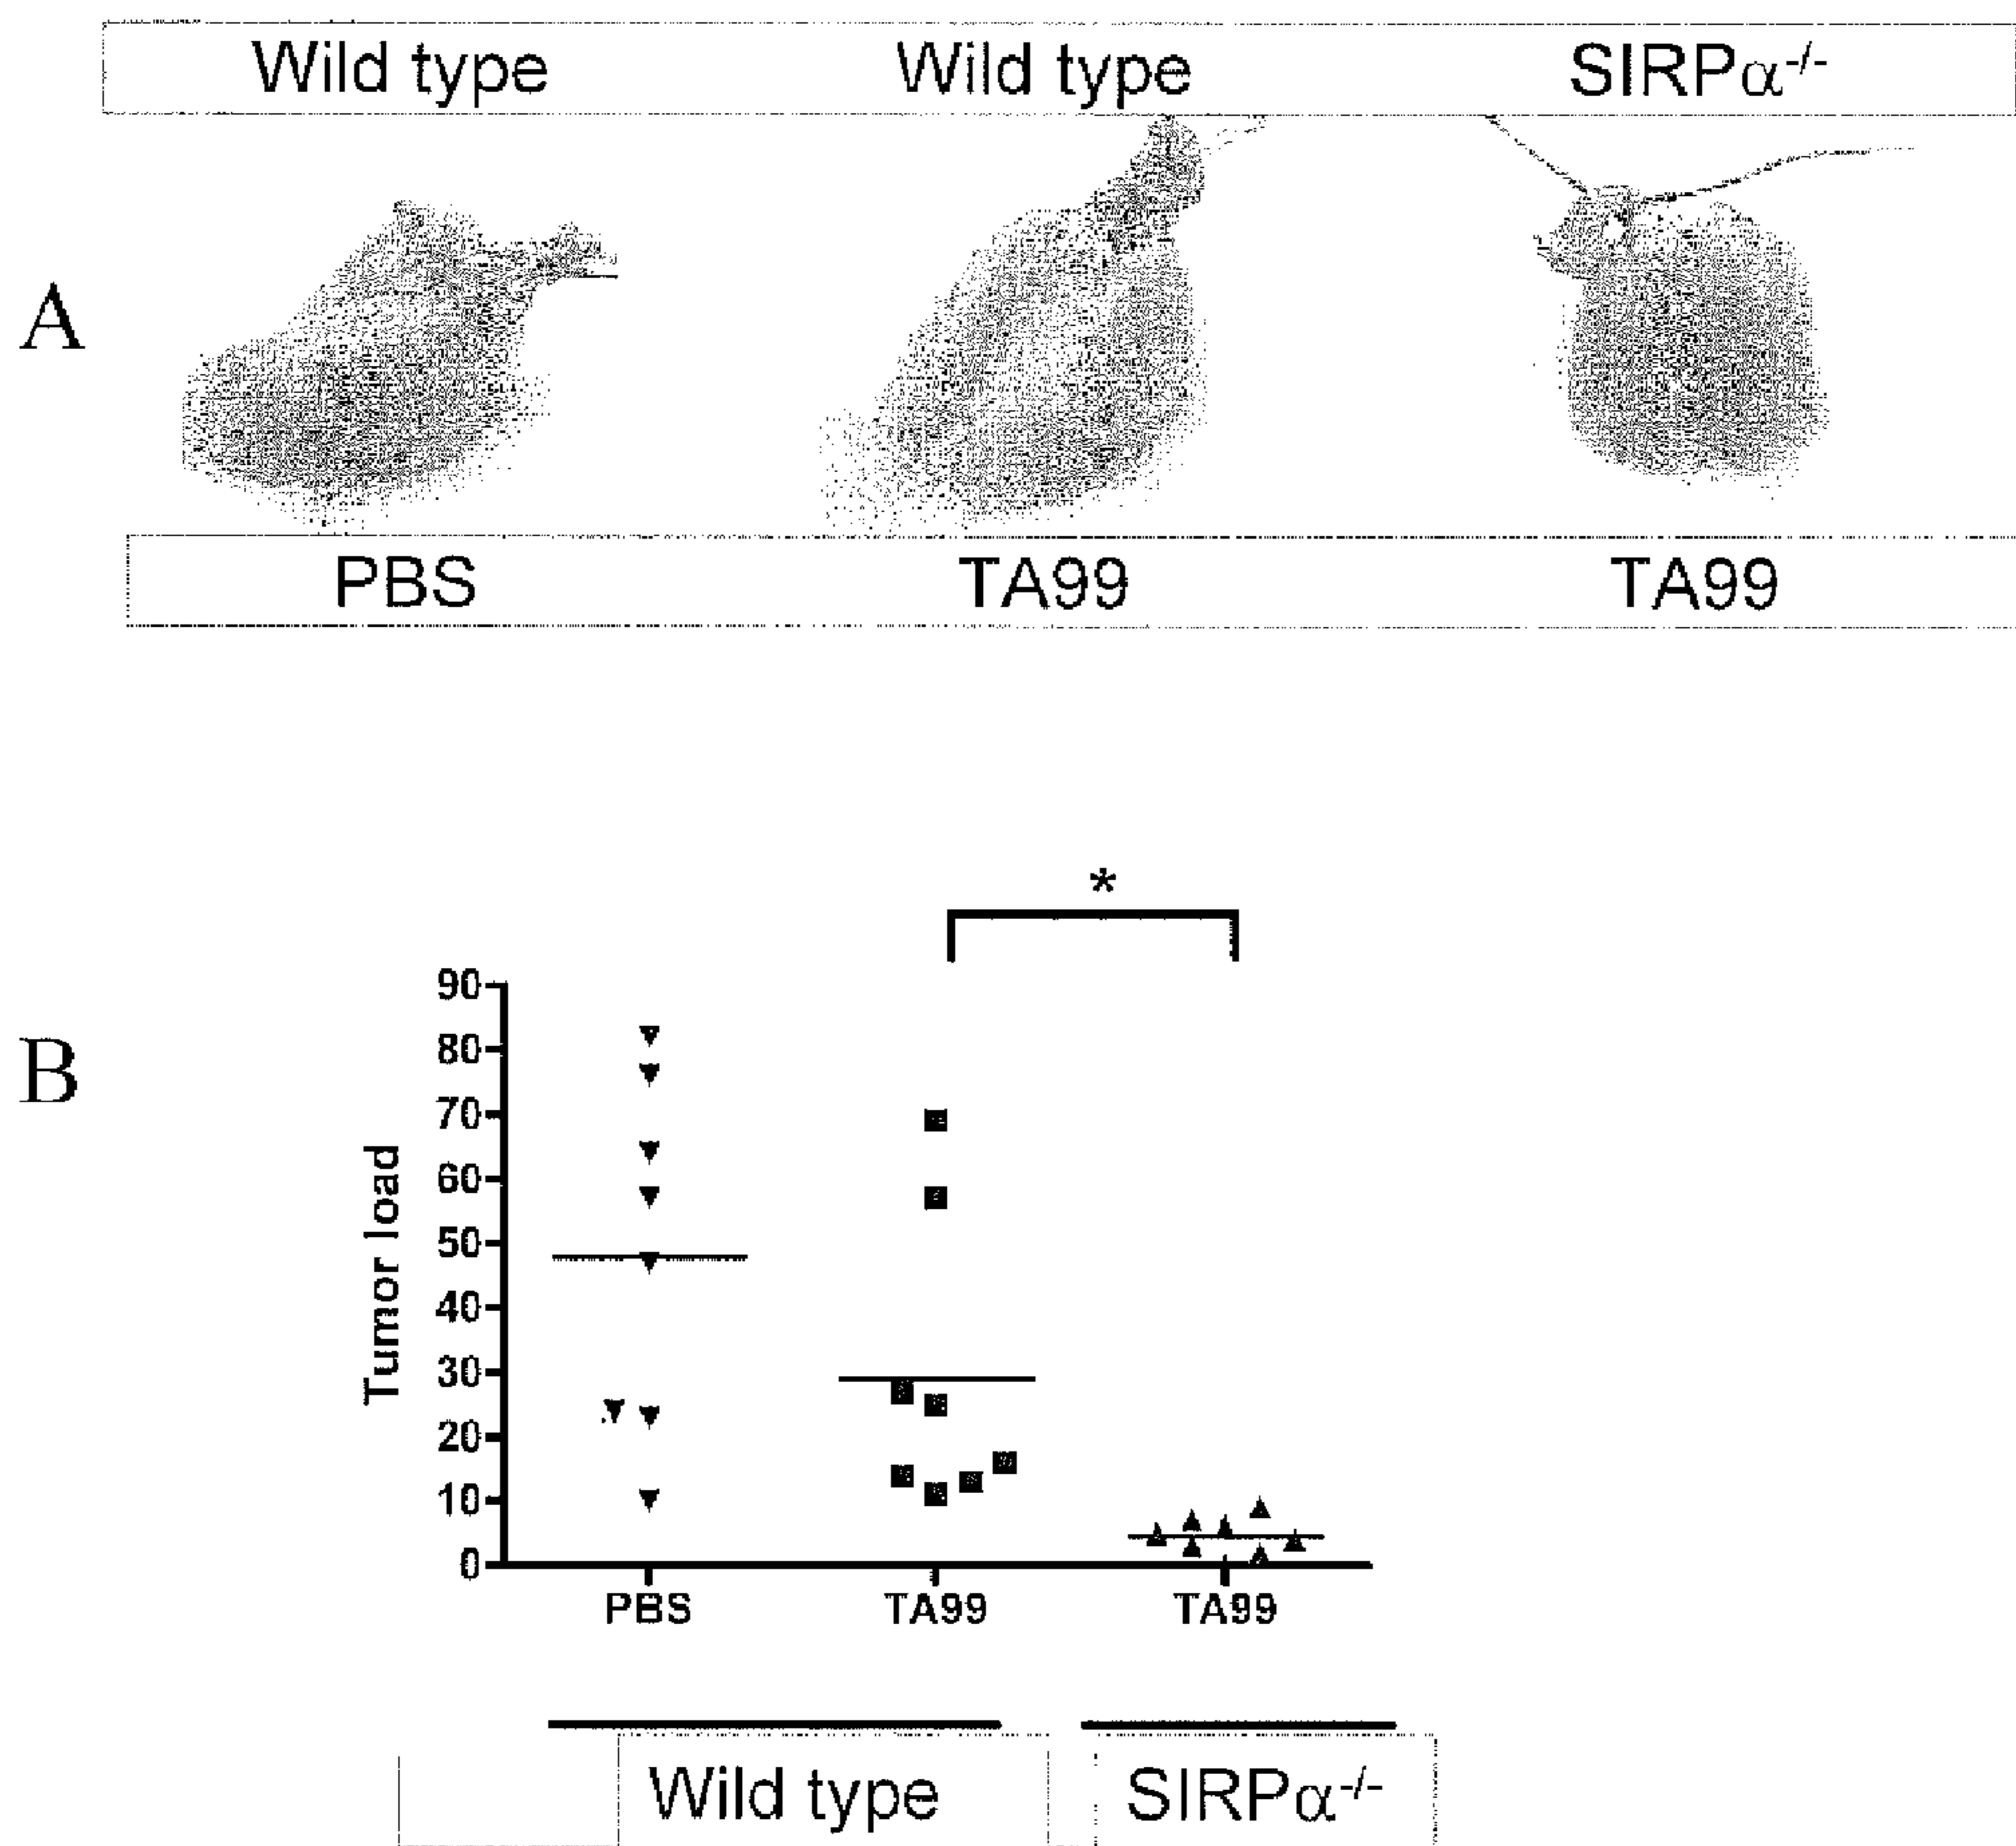 Wild type Wild type SIRPα-/-
A
PBS TA99 TA99
*
B
Tumor load
90
80
70
60
50
40
30
20
10
0
PBS TA99 TA99
Wild type SIRPα-/-